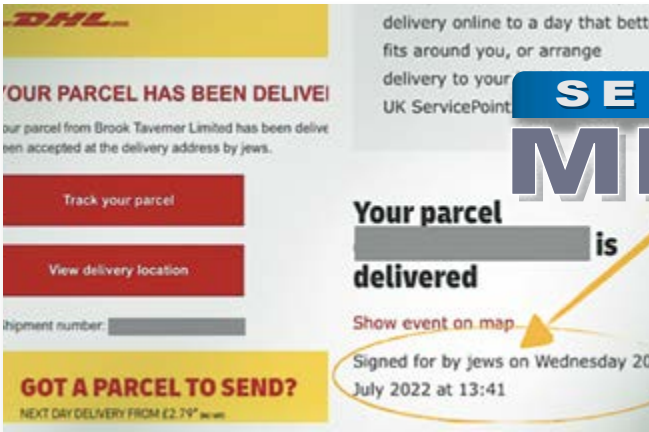 DHL
YOUR PARCEL HAS BEEN DELIVE
our parcel from Brook Taverner Limited has been delive
een accepted at the delivery address by jews.
Track your parcel
View delivery location
hipment number:
GOT A PARCEL TO SEND?
NEXT DAY DELIVERY FROM £2.79*
delivery online to a day that bett
fits around you, or arrange
delivery to your
UK ServicePoint
SE
M
Your parcel
is
delivered
Show event on map
Signed for by jews on Wednesday 20
July 2022 at 13:41